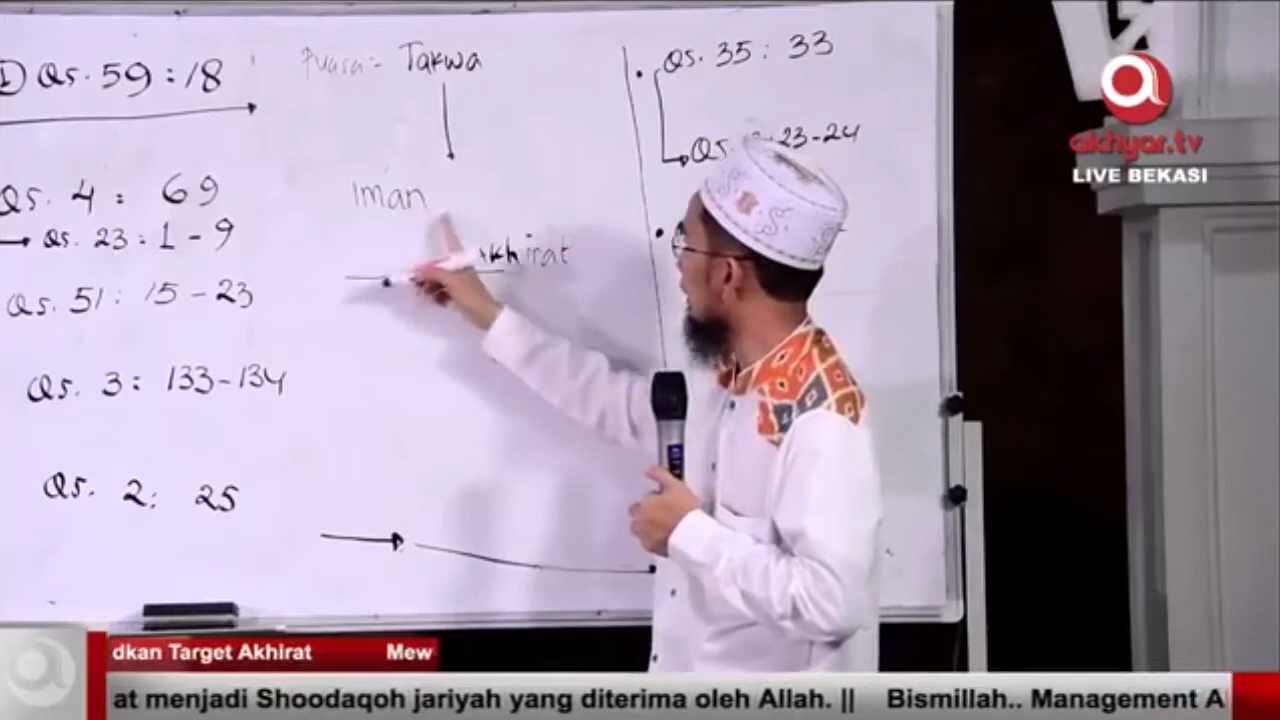 ① Qs. 59 : 18
Qs. 4 : 69
Qs. 23 : 1 - 9
Qs. 51 : 15 - 23
Qs. 3 : 133 - 134
Qs. 2 : 25
Puasa : Takwa
Iman
Akhirat
Qs. 35 : 33
Qs. : 23 - 24
akhyar.tv
LIVE BEKASI
dkan Target Akhirat Mew
at menjadi Shoodaqoh jariyah yang diterima oleh Allah. || Bismillah.. Management A